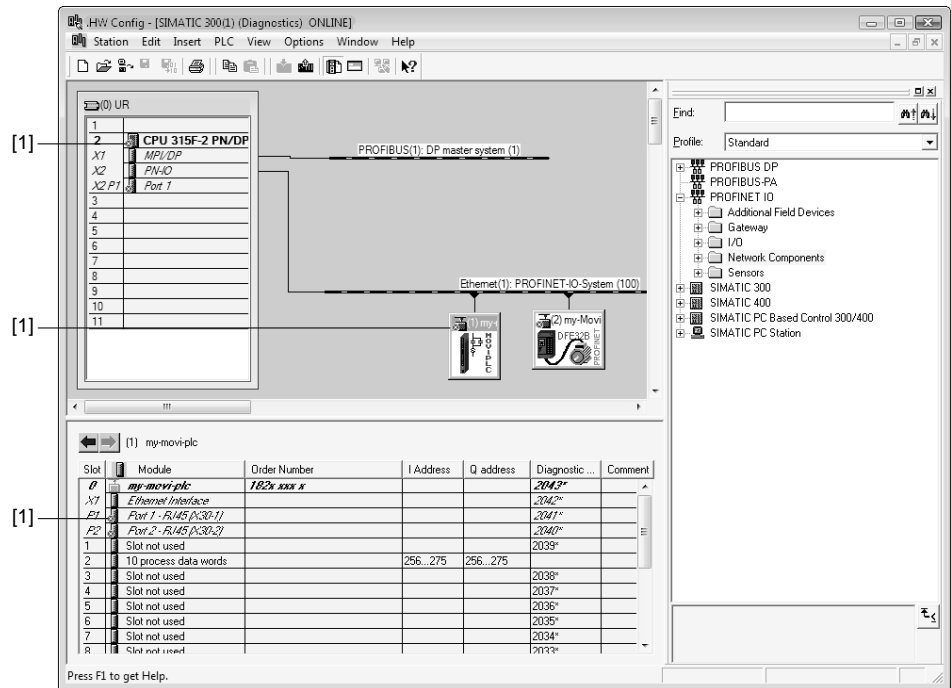 HW Config - [SIMATIC 300(1) (Diagnostics) ONLINE]
Station Edit Insert PLC View Options Window Help
(0) UR
1
[1]
2 CPU 315F-2 PN/DP
X1 MPI/DP
X2 PN-IO
X2 P1 Port 1
3
4
5
6
7
8
9
10
11
PROFIBUS(1): DP master system (1)
Ethernet(1): PROFINET-IO-System (100)
[1]
(1) my-
MOVIPLC
(2) my-Movi
DFE32B
PROFINET
Find:
Profile: Standard
PROFIBUS DP
PROFIBUS-PA
PROFINET IO
Additional Field Devices
Gateway
I/O
Network Components
Sensors
SIMATIC 300
SIMATIC 400
SIMATIC PC Based Control 300/400
SIMATIC PC Station
(1) my-movi-plc
Slot Module Order Number I Address Q address Diagnostic ... Comment
0 my-movi-plc 182x xxx x 2043*
X1 Ethernet Interface 2042*
[1]
P1 Port 1 - RJ45 (X30-1) 2041*
P2 Port 2 - RJ45 (X30-2) 2040*
1 Slot not used 2039*
2 10 process data words 256...275 256...275
3 Slot not used 2038*
4 Slot not used 2037*
5 Slot not used 2036*
6 Slot not used 2035*
7 Slot not used 2034*
8 Slot not used 2033*
Press F1 to get Help.